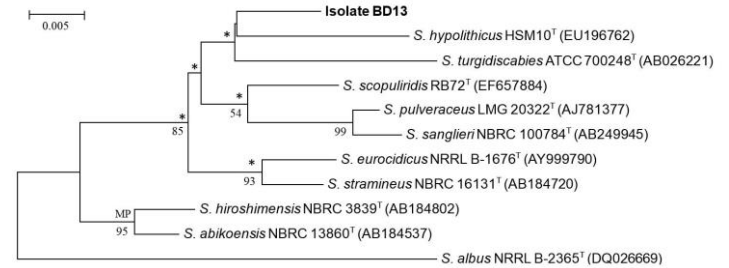 0.005
Isolate BD13
S. hypolithicus HSM10ᵀ (EU196762)
S. turgidiscabies ATCC 700248ᵀ (AB026221)
S. scopuliridis RB72ᵀ (EF657884)
S. pulveraceus LMG 20322ᵀ (AJ781377)
S. sanglieri NBRC 100784ᵀ (AB249945)
S. eurocidicus NRRL B-1676ᵀ (AY999790)
S. stramineus NBRC 16131ᵀ (AB184720)
S. hiroshimensis NBRC 3839ᵀ (AB184802)
S. abikoensis NBRC 13860ᵀ (AB184537)
S. albus NRRL B-2365ᵀ (DQ026669)
*
*
*
54
*
85
99
*
93
MP
95